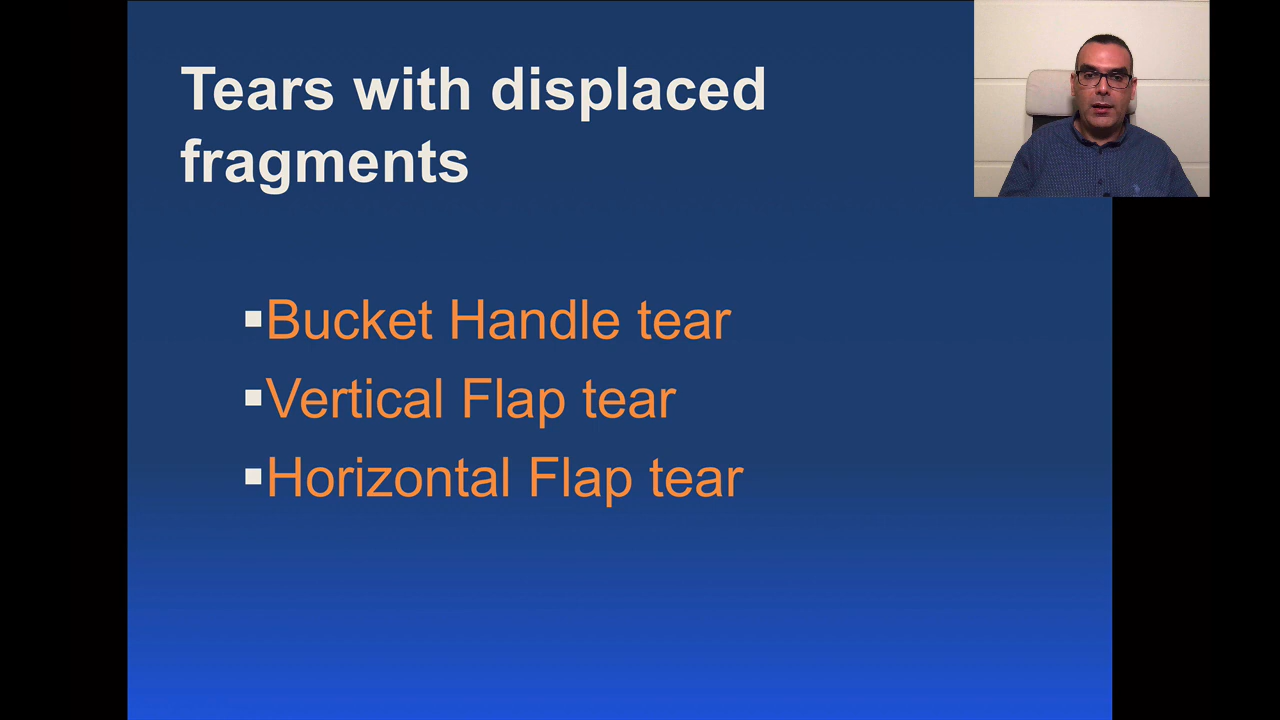 Tears with displaced
fragments
▪Bucket Handle tear
▪Vertical Flap tear
▪Horizontal Flap tear